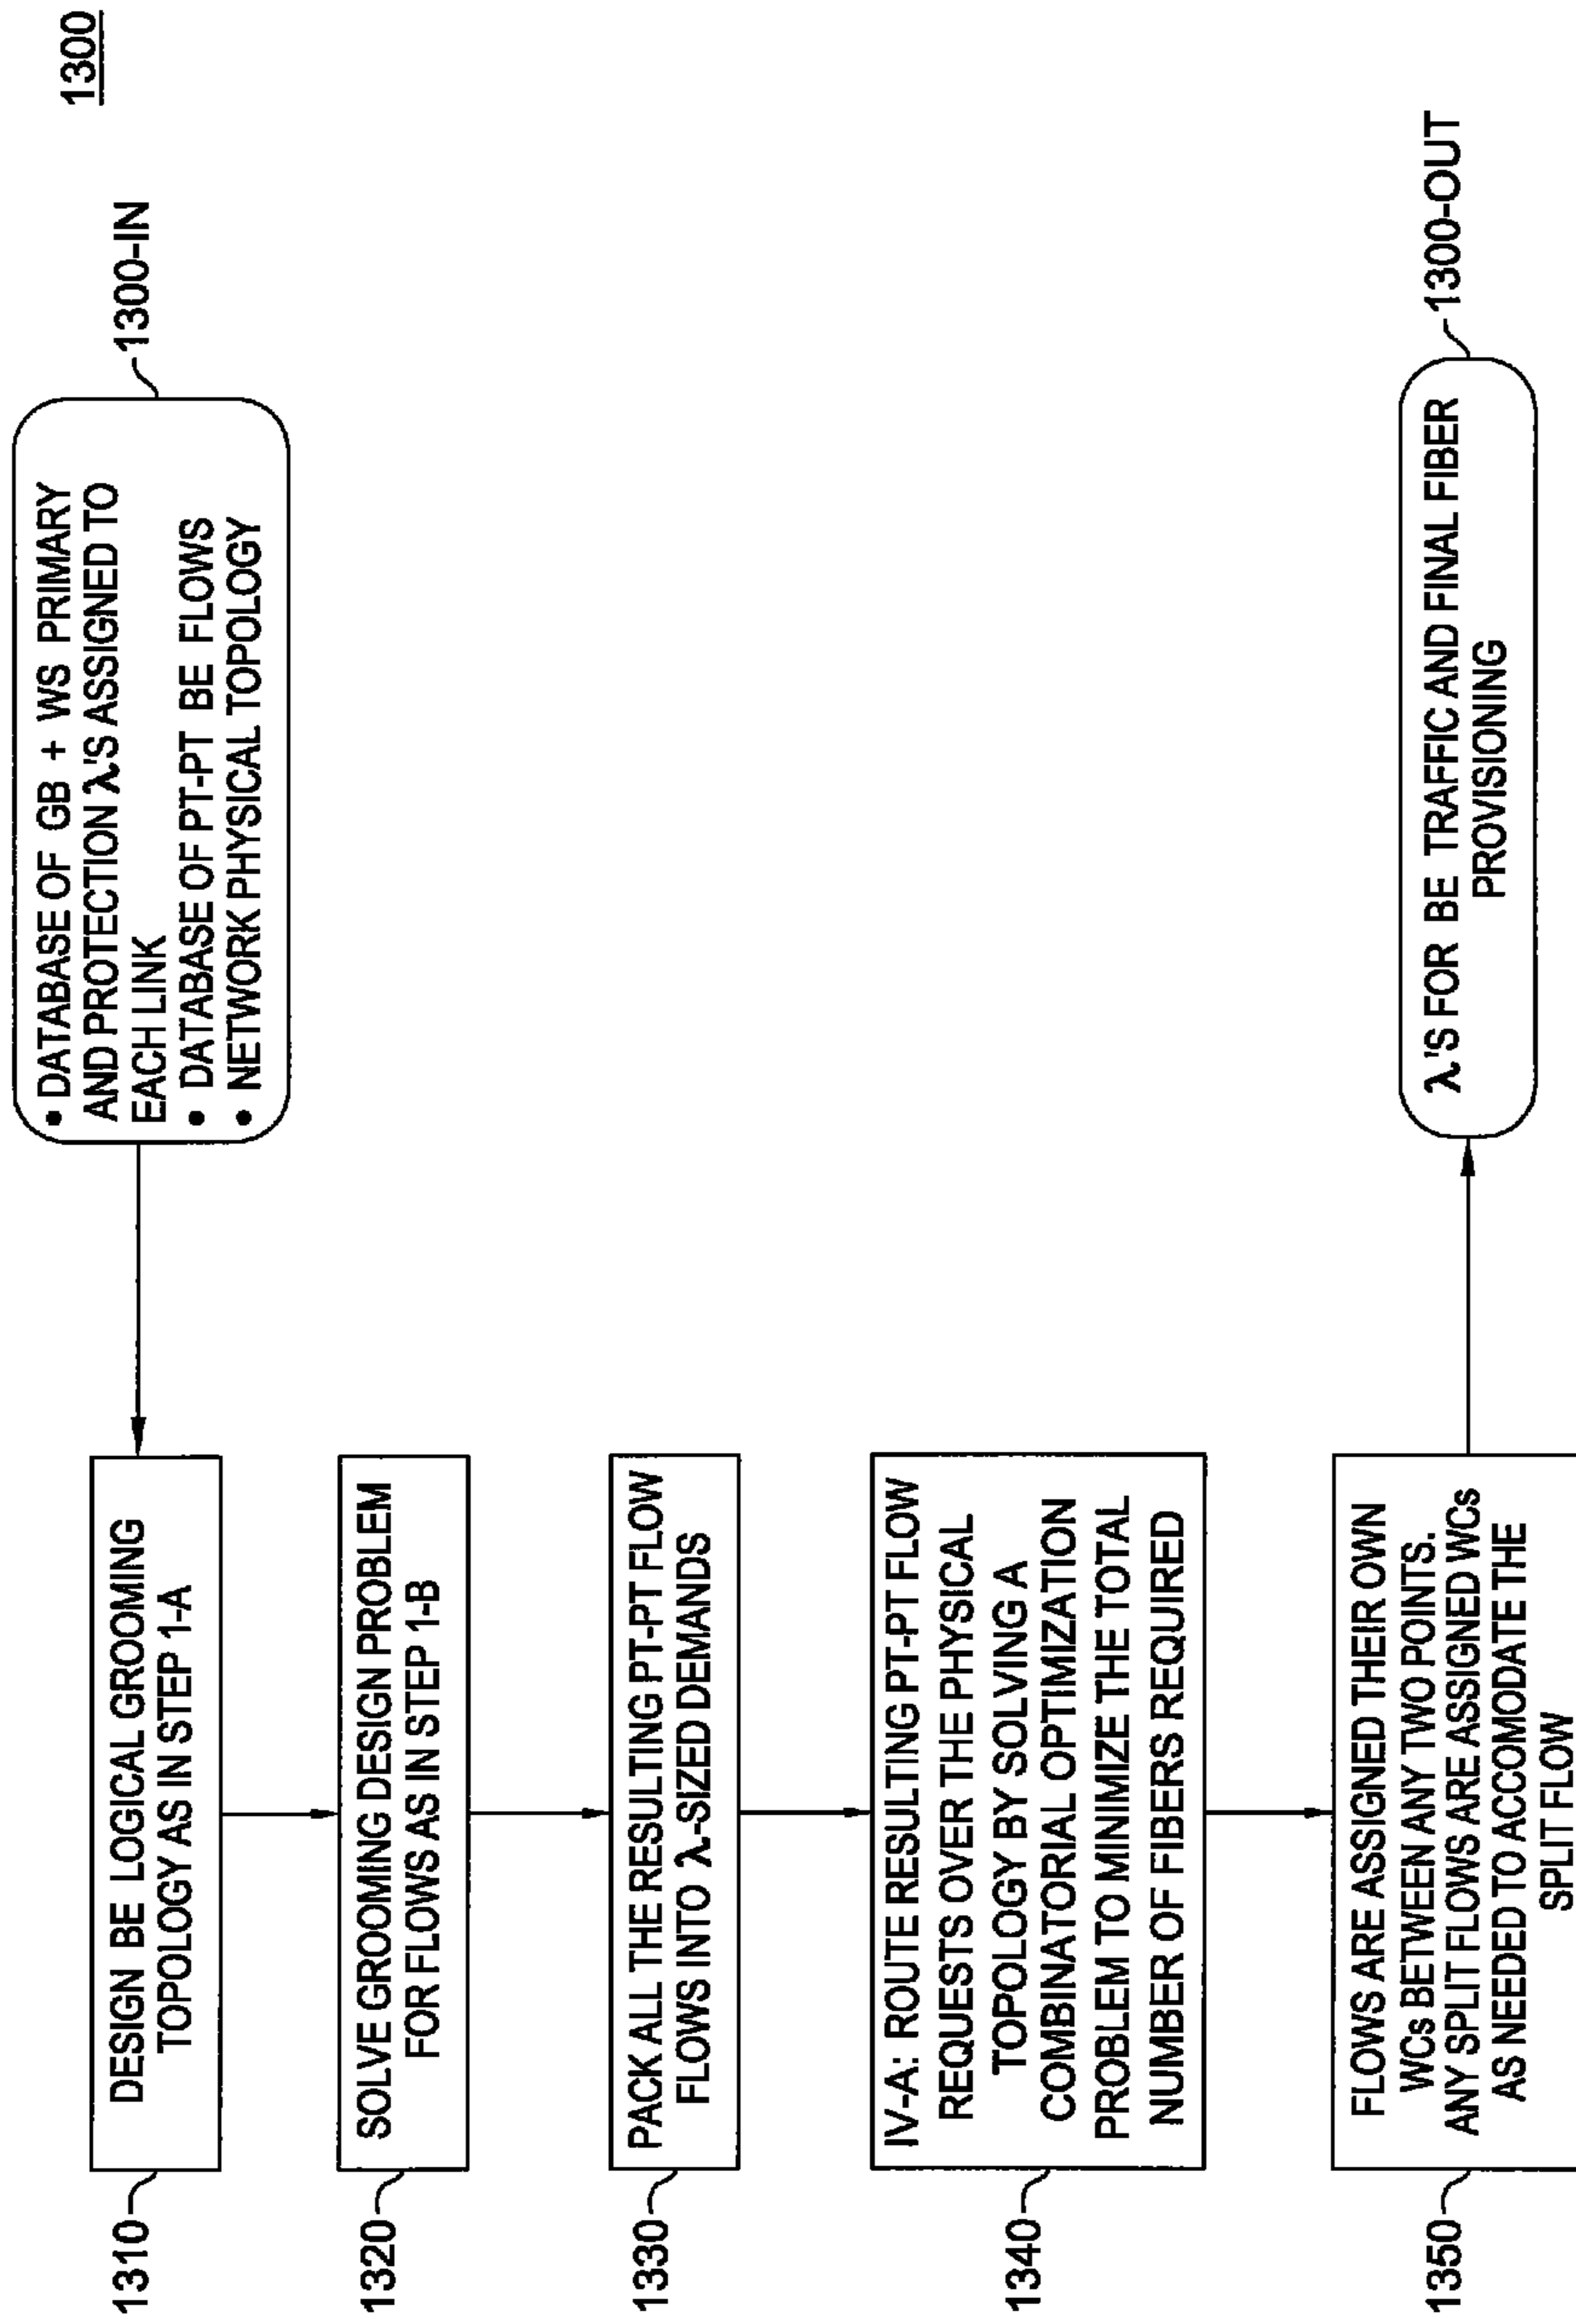 1300
1300-IN
• DATABASE OF GB + WS PRIMARY
AND PROTECTION λ'S ASSIGNED TO
EACH LINK
• DATABASE OF PT-PT BE FLOWS
• NETWORK PHYSICAL TOPOLOGY
1310
DESIGN BE LOGICAL GROOMING
TOPOLOGY AS IN STEP 1-A
1320
SOLVE GROOMING DESIGN PROBLEM
FOR FLOWS AS IN STEP 1-B
1330
PACK ALL THE RESULTING PT-PT FLOW
FLOWS INTO λ-SIZED DEMANDS
1340
IV-A: ROUTE RESULTING PT-PT FLOW
REQUESTS OVER THE PHYSICAL
TOPOLOGY BY SOLVING A
COMBINATORIAL OPTIMIZATION
PROBLEM TO MINIMIZE THE TOTAL
NUMBER OF FIBERS REQUIRED
1350
FLOWS ARE ASSIGNED THEIR OWN
WCs BETWEEN ANY TWO POINTS.
ANY SPLIT FLOWS ARE ASSIGNED WCs
AS NEEDED TO ACCOMODATE THE
SPLIT FLOW
λ'S FOR BE TRAFFIC AND FINAL FIBER
PROVISIONING
1300-OUT